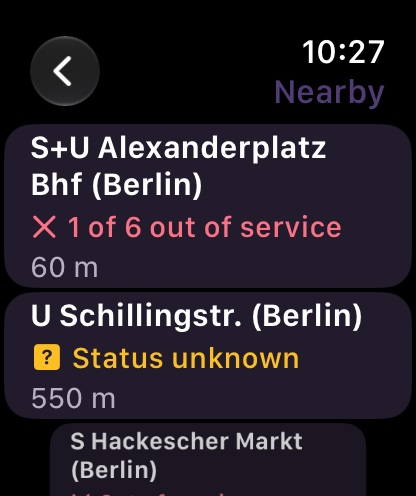 10:27
Nearby
S+U Alexanderplatz
Bhf (Berlin)
1 of 6 out of service
60 m
U Schillingstr. (Berlin)
? Status unknown
550 m
S Hackescher Markt
(Berlin)